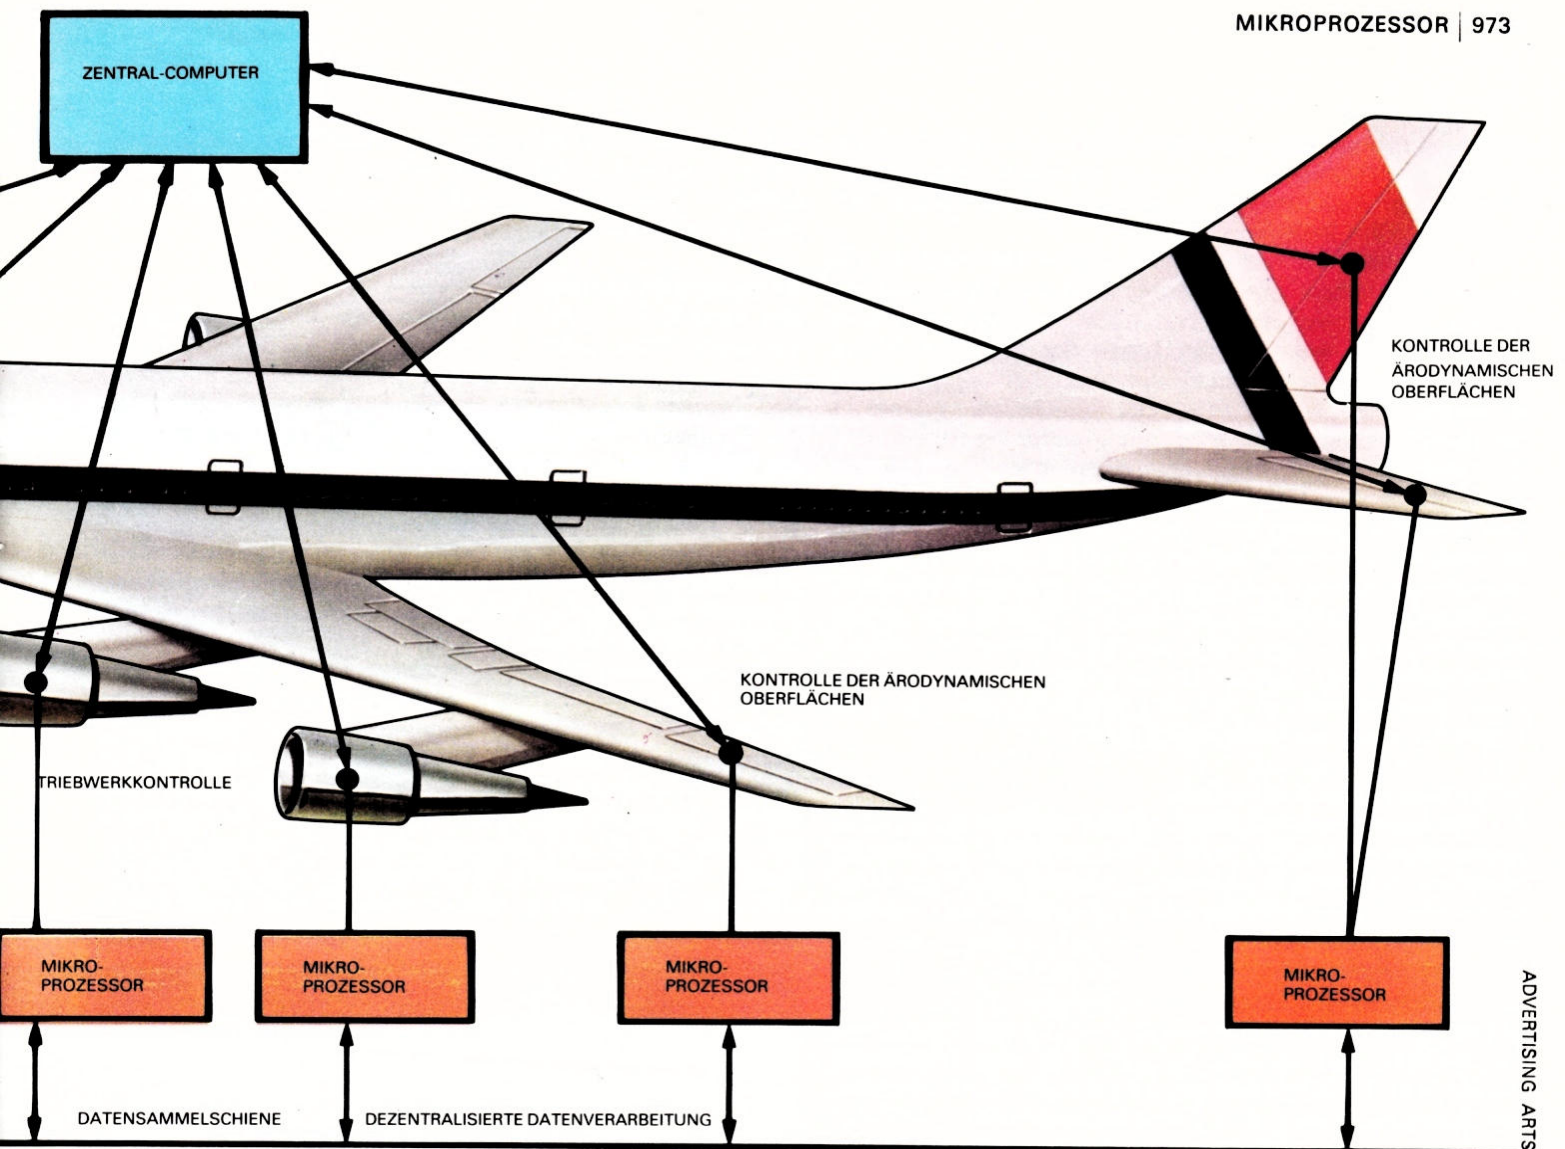 MIKROPROZESSOR | 973
ZENTRAL-COMPUTER
KONTROLLE DER
ÄRODYNAMISCHEN
OBERFLÄCHEN
KONTROLLE DER ÄRODYNAMISCHEN
OBERFLÄCHEN
TRIEBWERKKONTROLLE
MIKRO-
PROZESSOR
MIKRO-
PROZESSOR
MIKRO-
PROZESSOR
MIKRO-
PROZESSOR
DATENSAMMELSCHIENE
DEZENTRALISIERTE DATENVERARBEITUNG
ADVERTISING ARTS